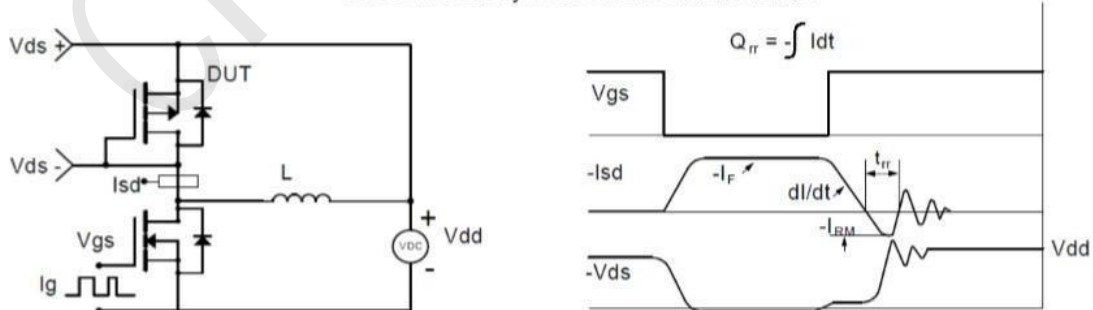 Vds +
DUT
Vds -
Isd
L
+
VDC
Vdd
-
Vgs
Ig
Qrr = -∫ Idt
Vgs
-Isd
-IF
trr
dI/dt
-IRM
Vdd
-Vds